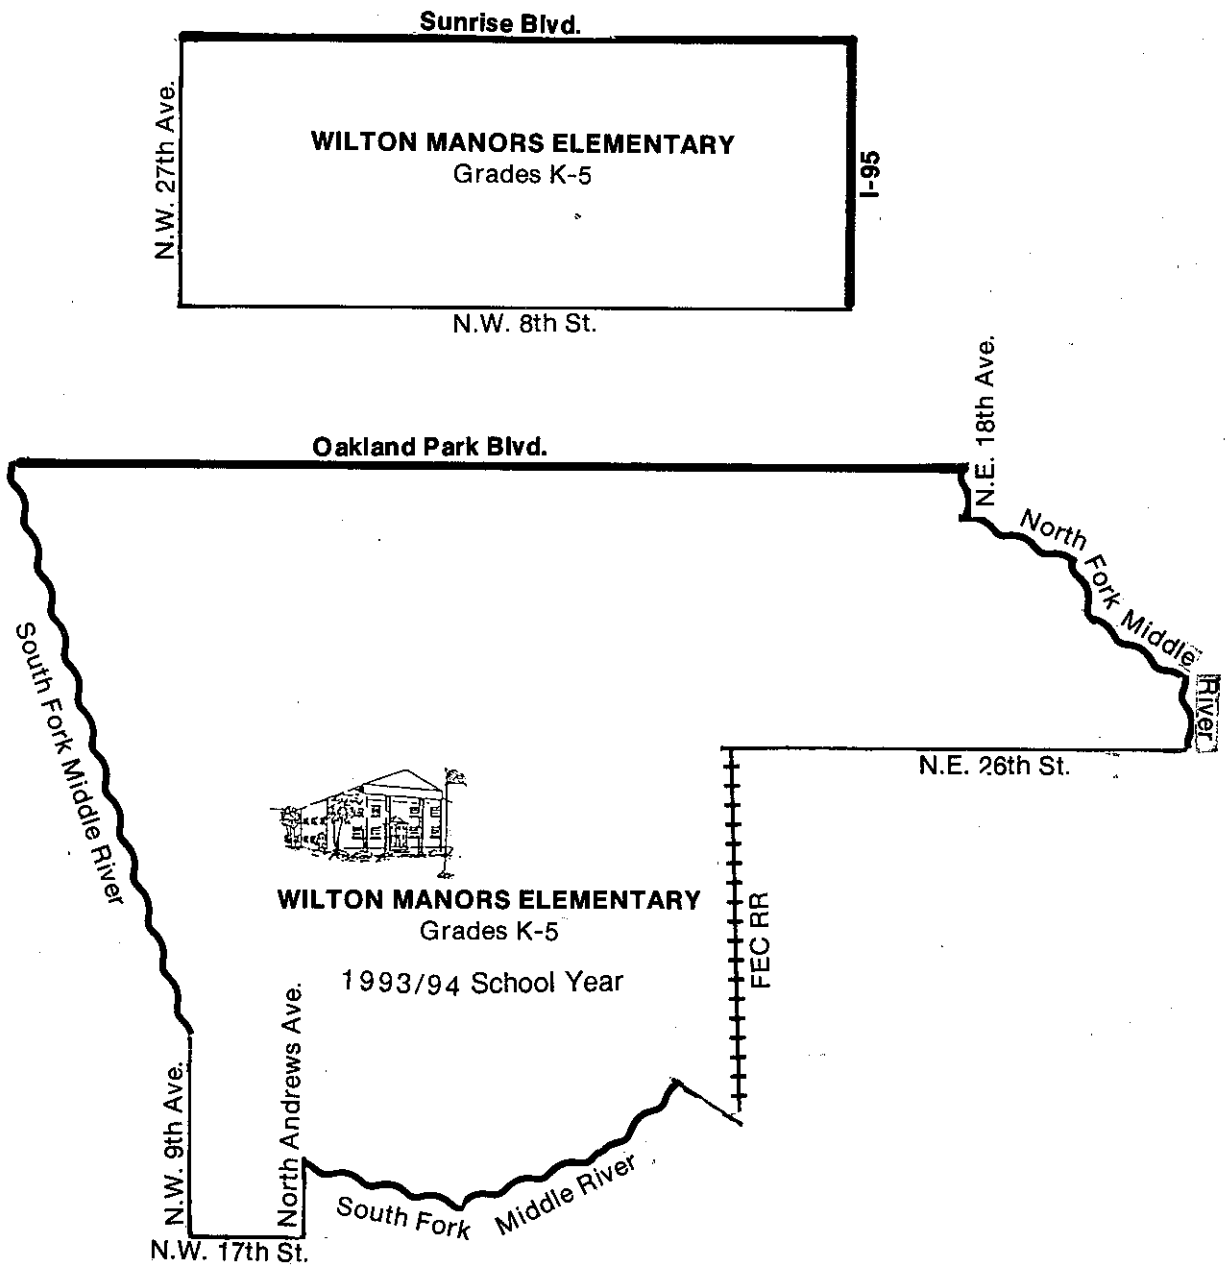 Sunrise Blvd.
N.W. 27th Ave.
WILTON MANORS ELEMENTARY
Grades K-5
I-95
N.W. 8th St.
N.E. 18th Ave.
Oakland Park Blvd.
North Fork Middle River
South Fork Middle River
N.E. 26th St.
WILTON MANORS ELEMENTARY
Grades K-5
1993/94 School Year
FEC RR
N.W. 9th Ave.
North Andrews Ave.
South Fork Middle River
N.W. 17th St.